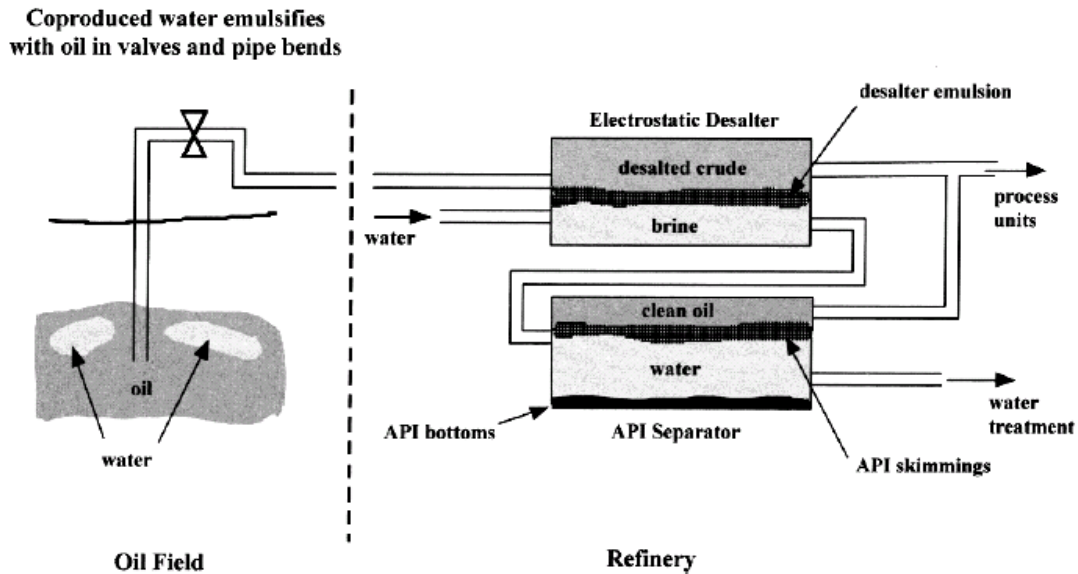 Coproduced water emulsifies
with oil in valves and pipe bends
desalter emulsion
Electrostatic Desalter
desalted crude
process
units
water
brine
clean oil
oil
water
water
treatment
API bottoms
API Separator
water
API skimmings
Oil Field
Refinery